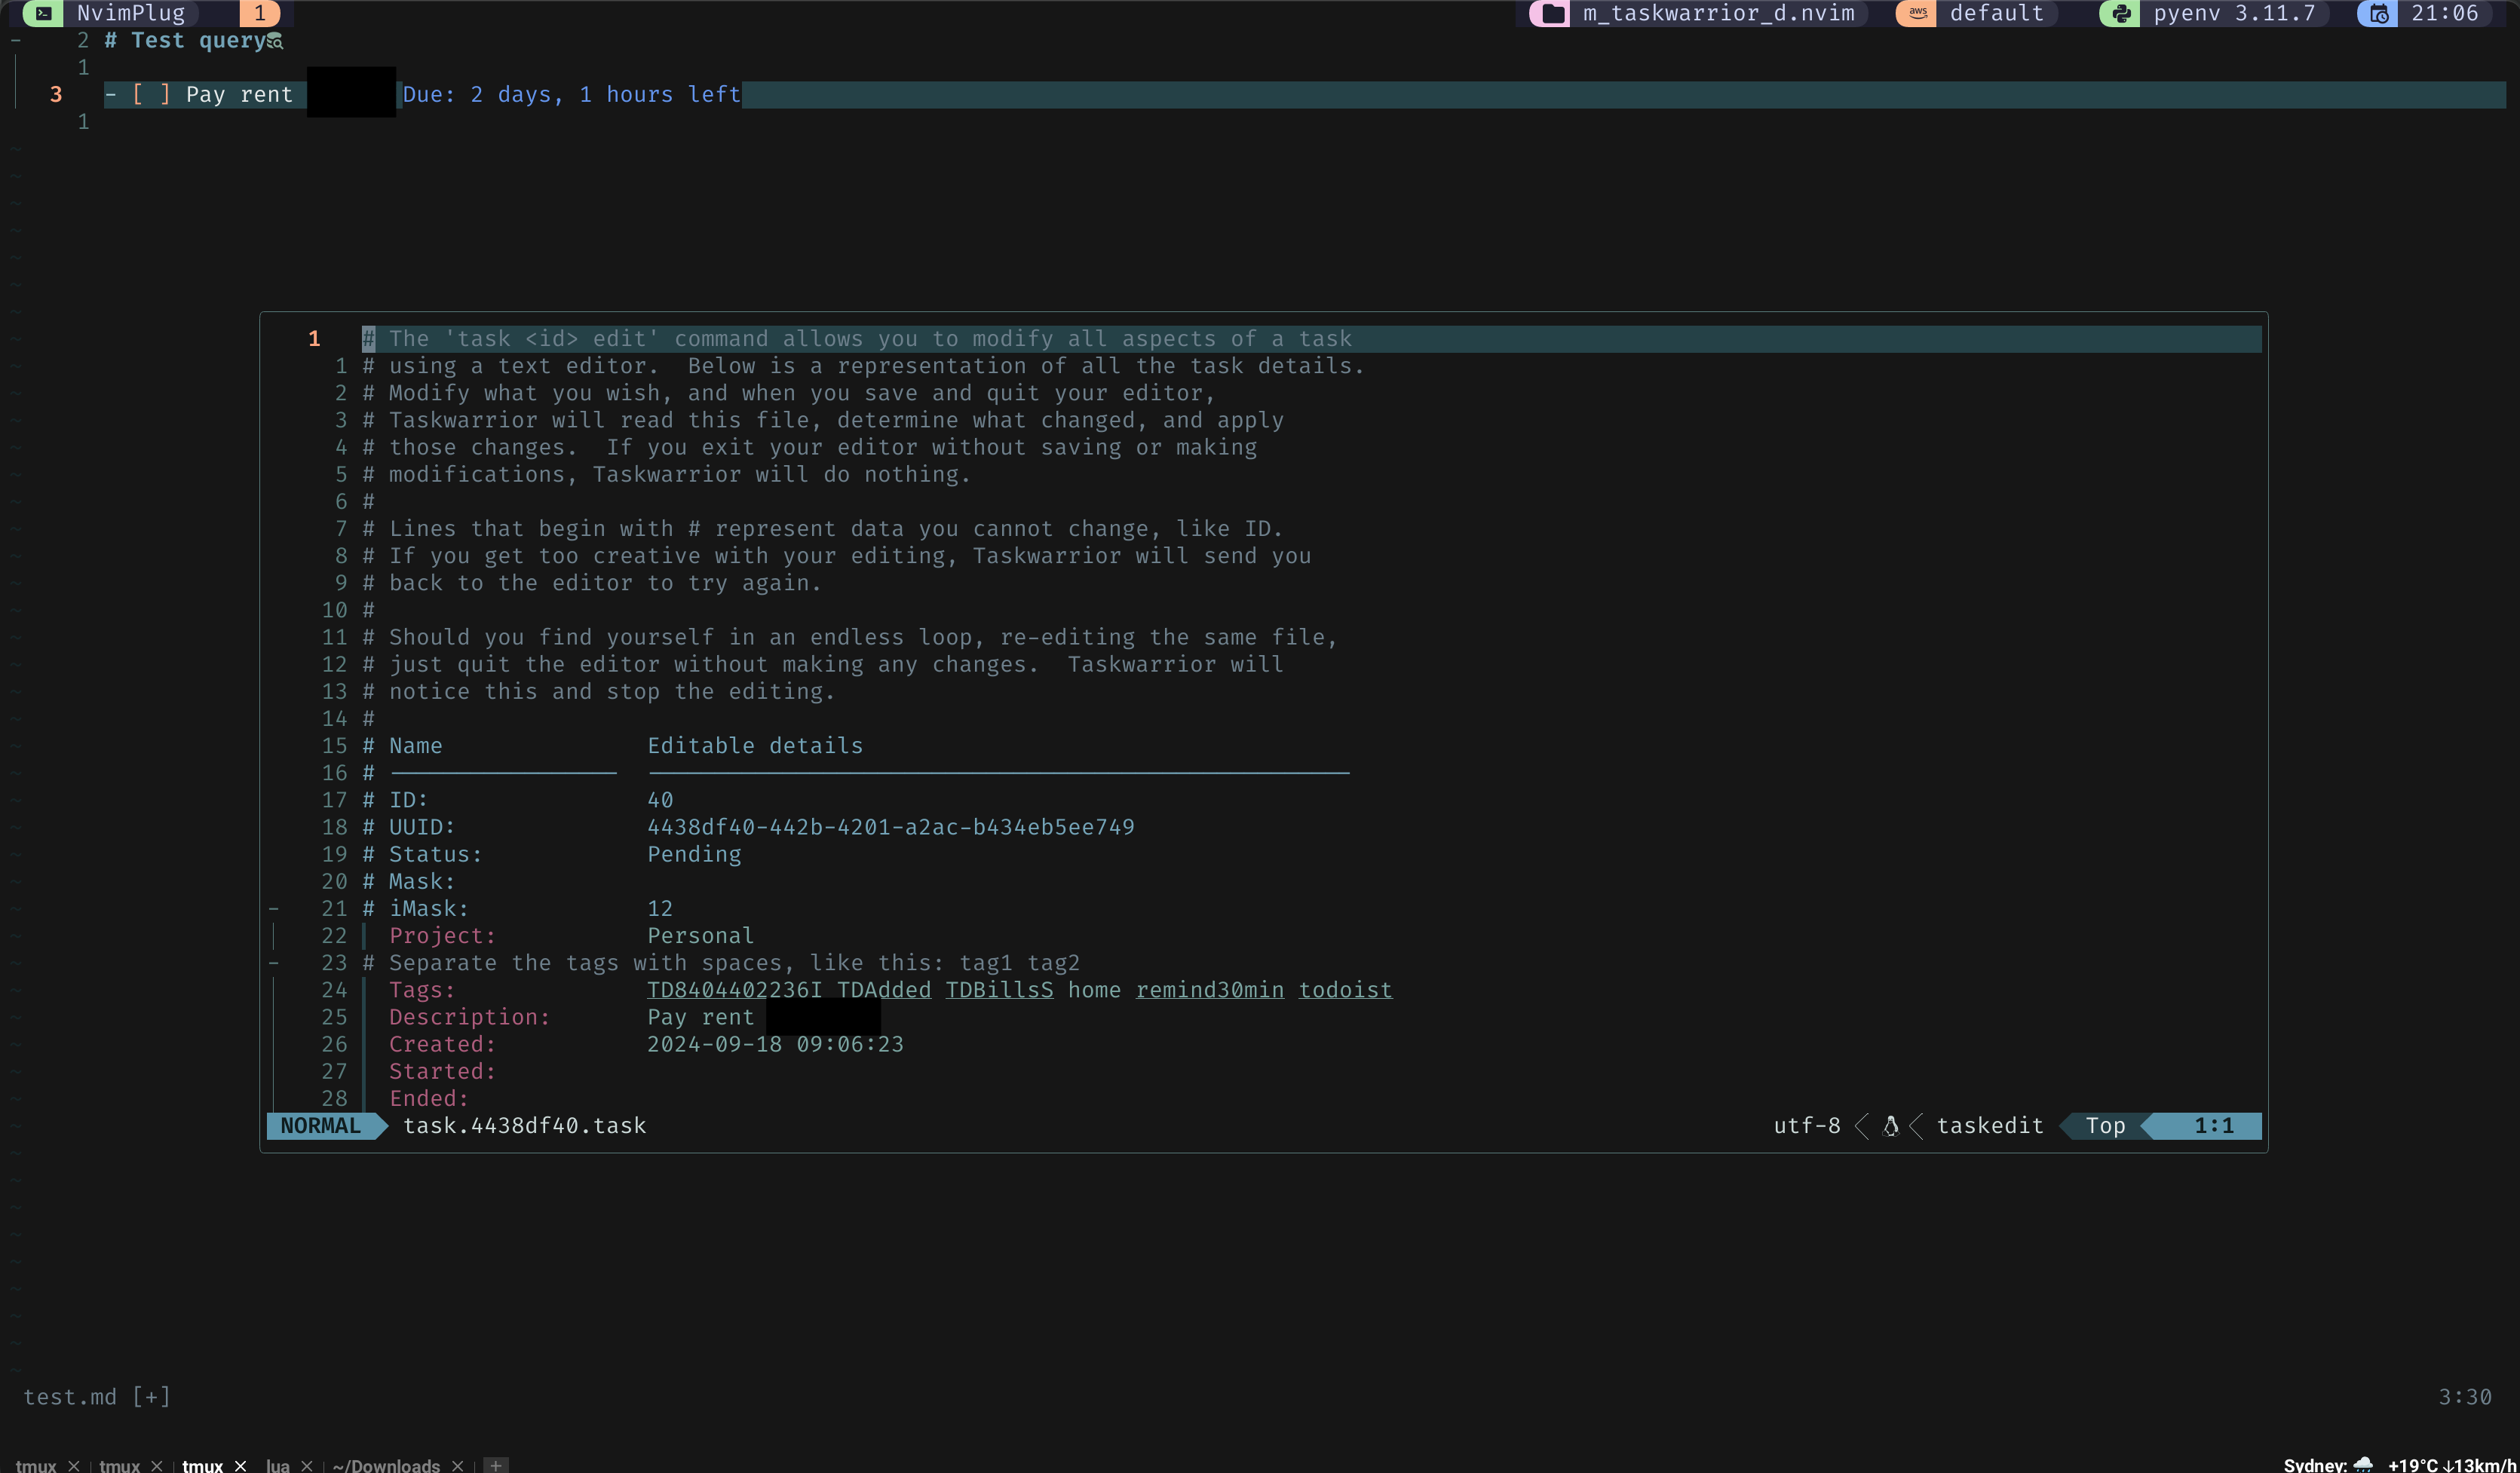 NvimPlug 1 m_taskwarrior_d.nvim aws default pyenv 3.11.7 21:06
2 # Test query
1
3 - [ ] Pay rent Due: 2 days, 1 hours left
1
1 # The 'task <id> edit' command allows you to modify all aspects of a task
1 # using a text editor.  Below is a representation of all the task details.
2 # Modify what you wish, and when you save and quit your editor,
3 # Taskwarrior will read this file, determine what changed, and apply
4 # those changes.  If you exit your editor without saving or making
5 # modifications, Taskwarrior will do nothing.
6 #
7 # Lines that begin with # represent data you cannot change, like ID.
8 # If you get too creative with your editing, Taskwarrior will send you
9 # back to the editor to try again.
10 #
11 # Should you find yourself in an endless loop, re-editing the same file,
12 # just quit the editor without making any changes.  Taskwarrior will
13 # notice this and stop the editing.
14 #
15 # Name Editable details
16 #
17 # ID: 40
18 # UUID: 4438df40-442b-4201-a2ac-b434eb5ee749
19 # Status: Pending
20 # Mask:
21 # iMask: 12
22 Project: Personal
23 # Separate the tags with spaces, like this: tag1 tag2
24 Tags: TD8404402236I TDAdded TDBillsS home remind30min todoist
25 Description: Pay rent
26 Created: 2024-09-18 09:06:23
27 Started:
28 Ended:
NORMAL task.4438df40.task utf-8 taskedit Top 1:1
test.md [+] 3:30
tmux × tmux × tmux × lua × ~/Downloads × + Sydney: +19°C ↓13km/h